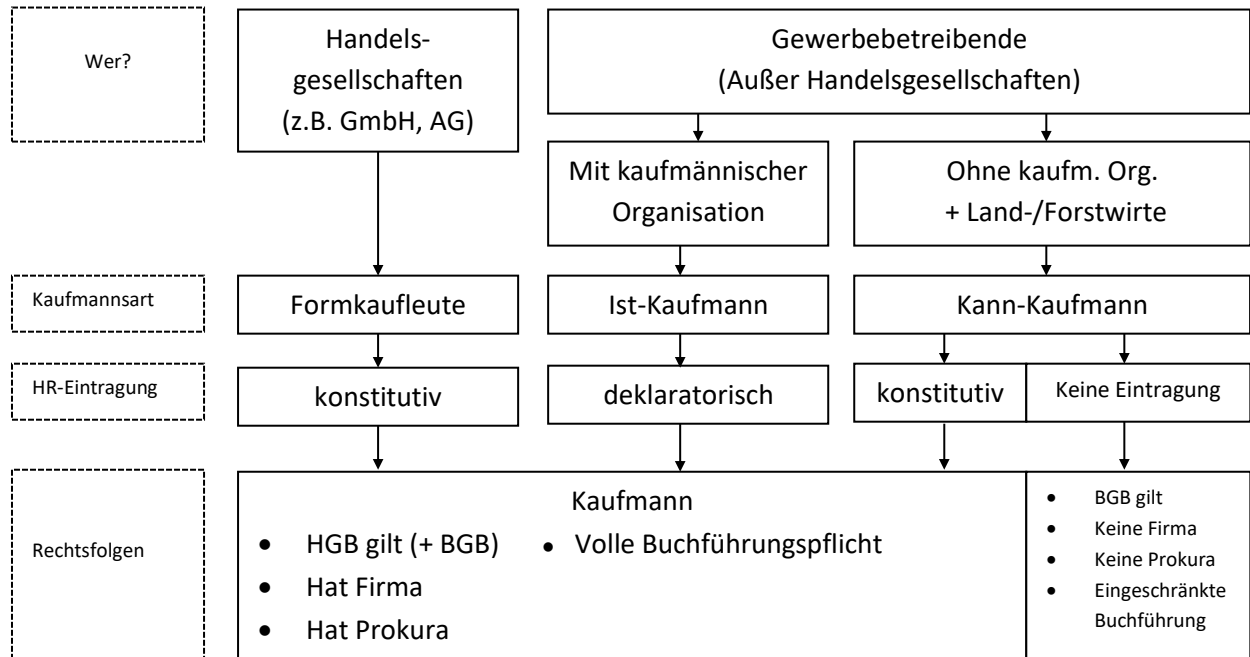 Wer?
Handels-
gesellschaften
(z.B. GmbH, AG)
Gewerbebetreibende
(Außer Handelsgesellschaften)
Mit kaufmännischer
Organisation
Ohne kaufm. Org.
+ Land-/Forstwirte
Kaufmannsart
Formkaufleute
Ist-Kaufmann
Kann-Kaufmann
HR-Eintragung
konstitutiv
deklaratorisch
konstitutiv
Keine Eintragung
Rechtsfolgen
Kaufmann
• HGB gilt (+ BGB)
• Hat Firma
• Hat Prokura
• Volle Buchführungspflicht
• BGB gilt
• Keine Firma
• Keine Prokura
• Eingeschränkte
Buchführung